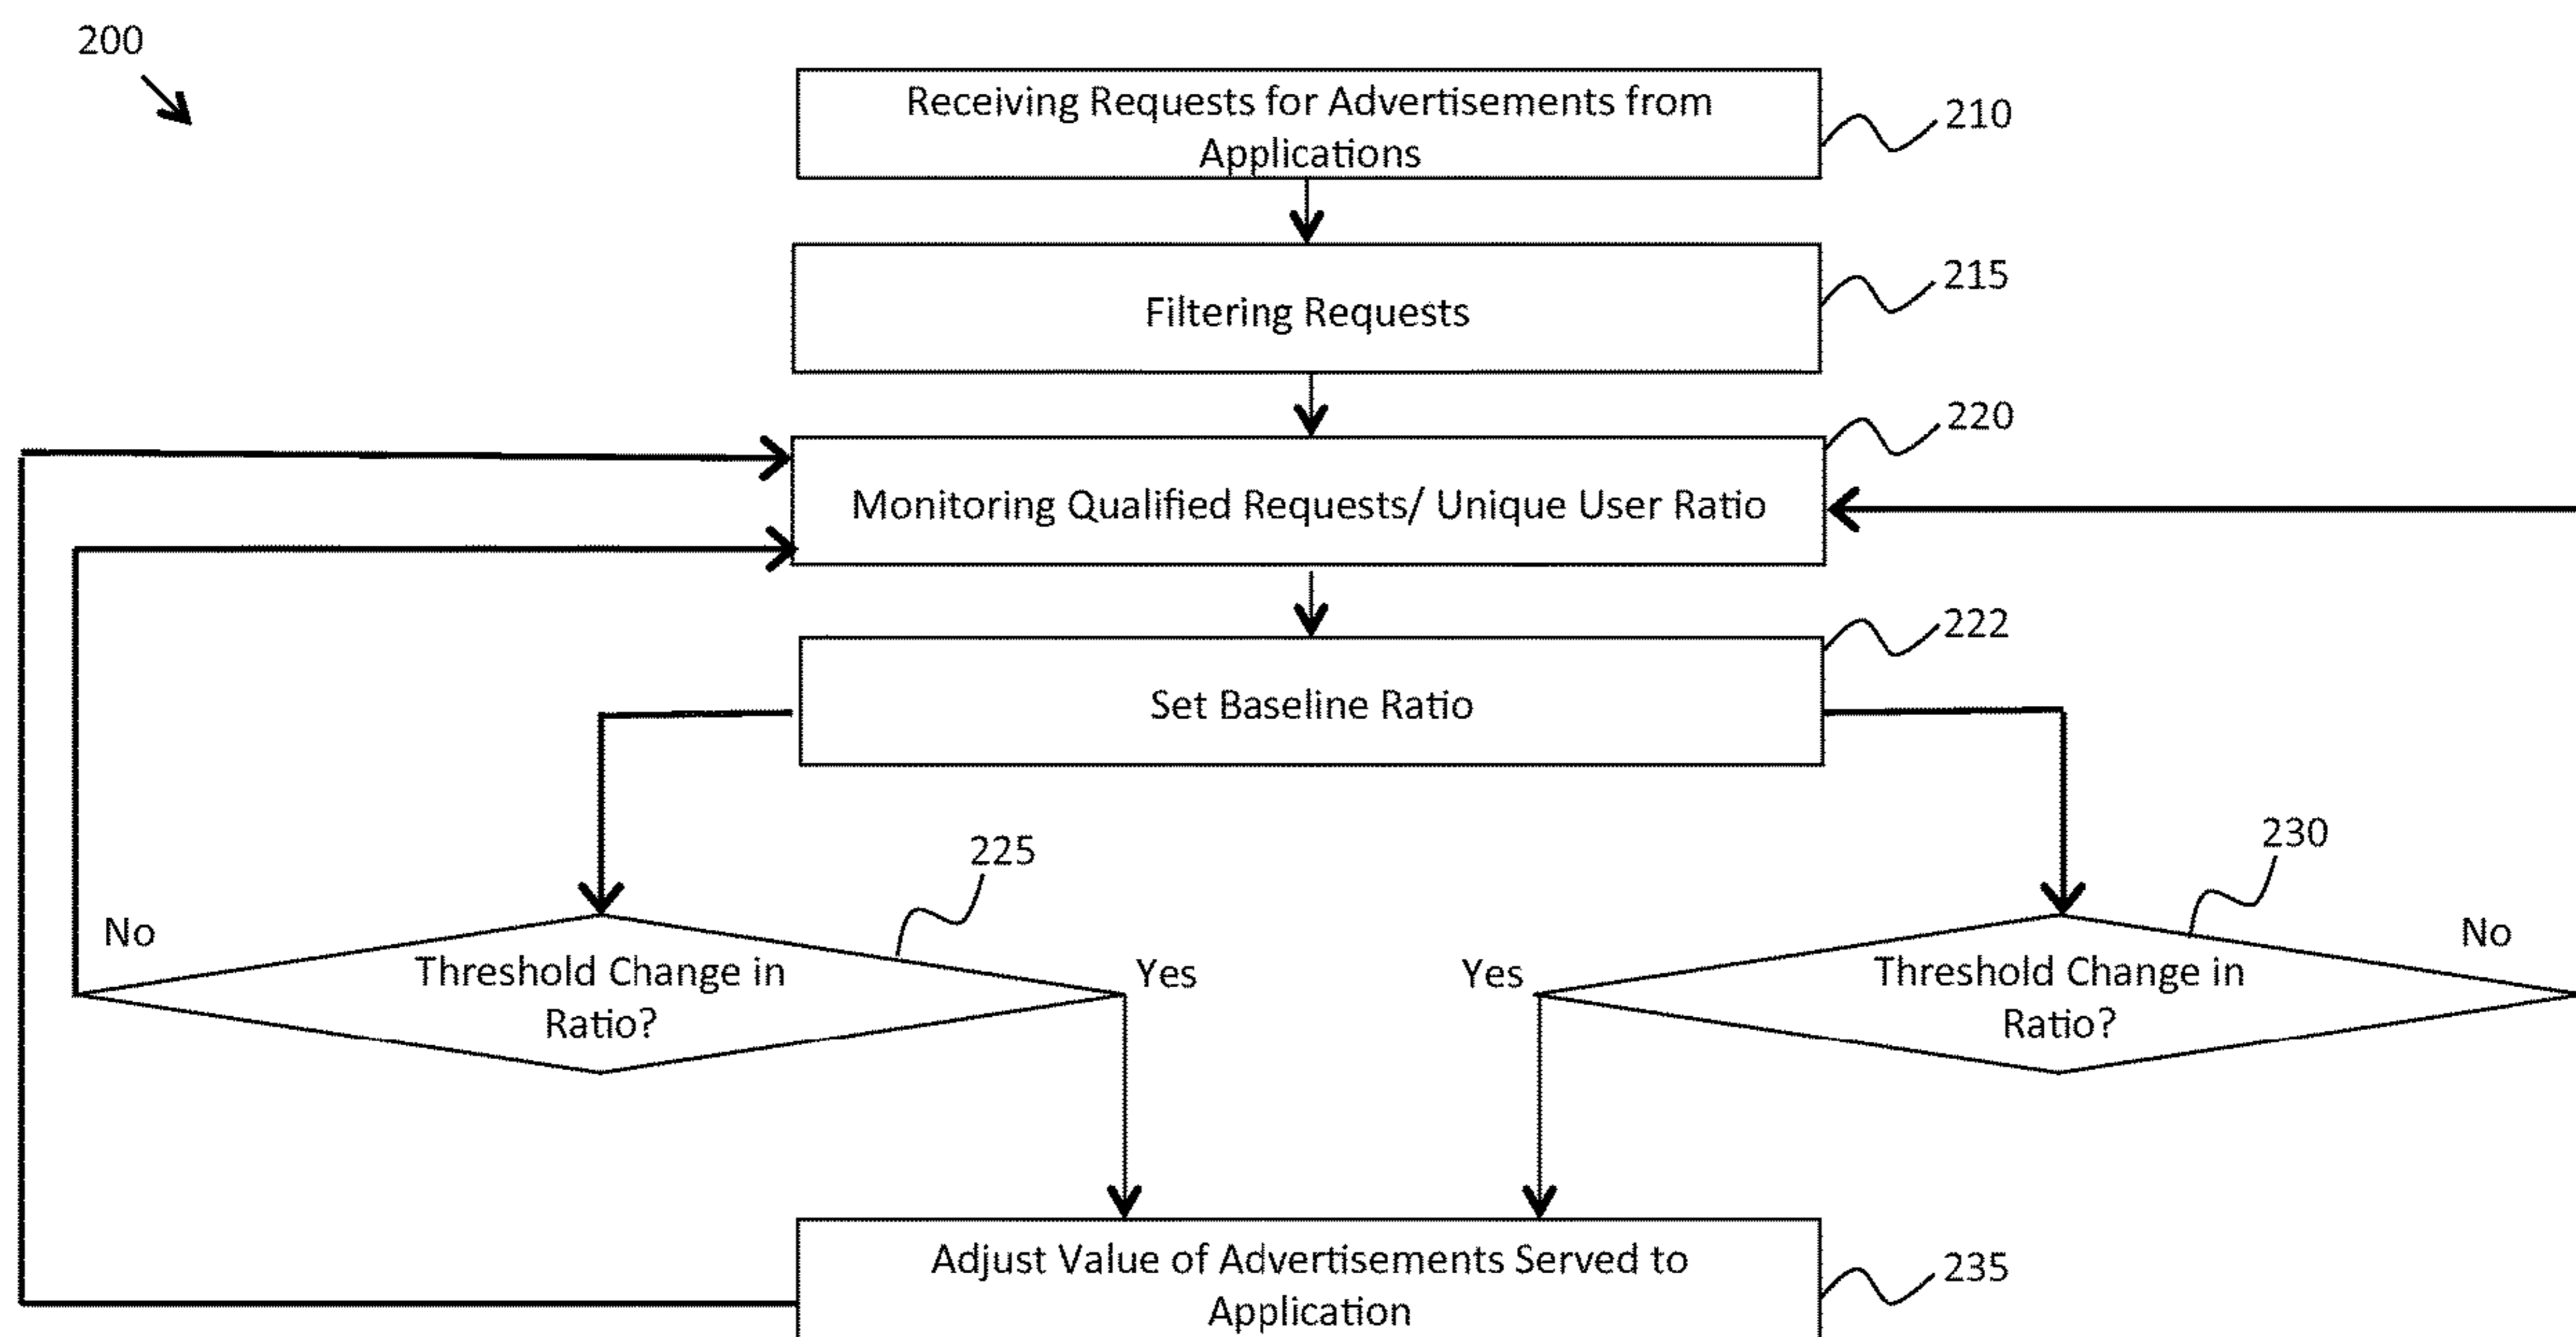 200
Receiving Requests for Advertisements from
Applications
210
Filtering Requests
215
220
Monitoring Qualified Requests/ Unique User Ratio
222
Set Baseline Ratio
225
230
No
Threshold Change in
Ratio?
Yes
Yes
Threshold Change in
Ratio?
No
Adjust Value of Advertisements Served to
Application
235